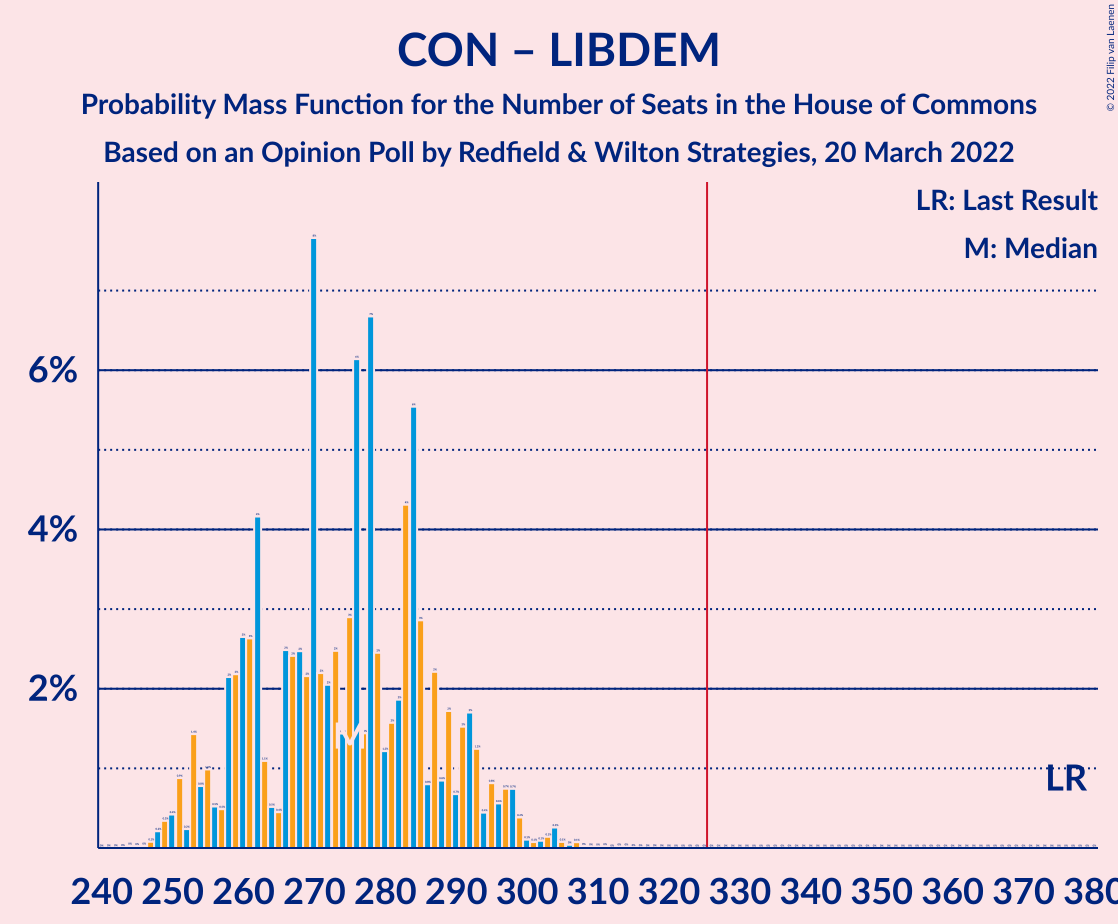 CON – LIBDEM
Probability Mass Function for the Number of Seats in the House of Commons
Based on an Opinion Poll by Redfield & Wilton Strategies, 20 March 2022
© 2022 Filip van Laenen
LR: Last Result
M: Median
6%
4%
2%
M
LR
240 250 260 270 280 290 300 310 320 330 340 350 360 370 380